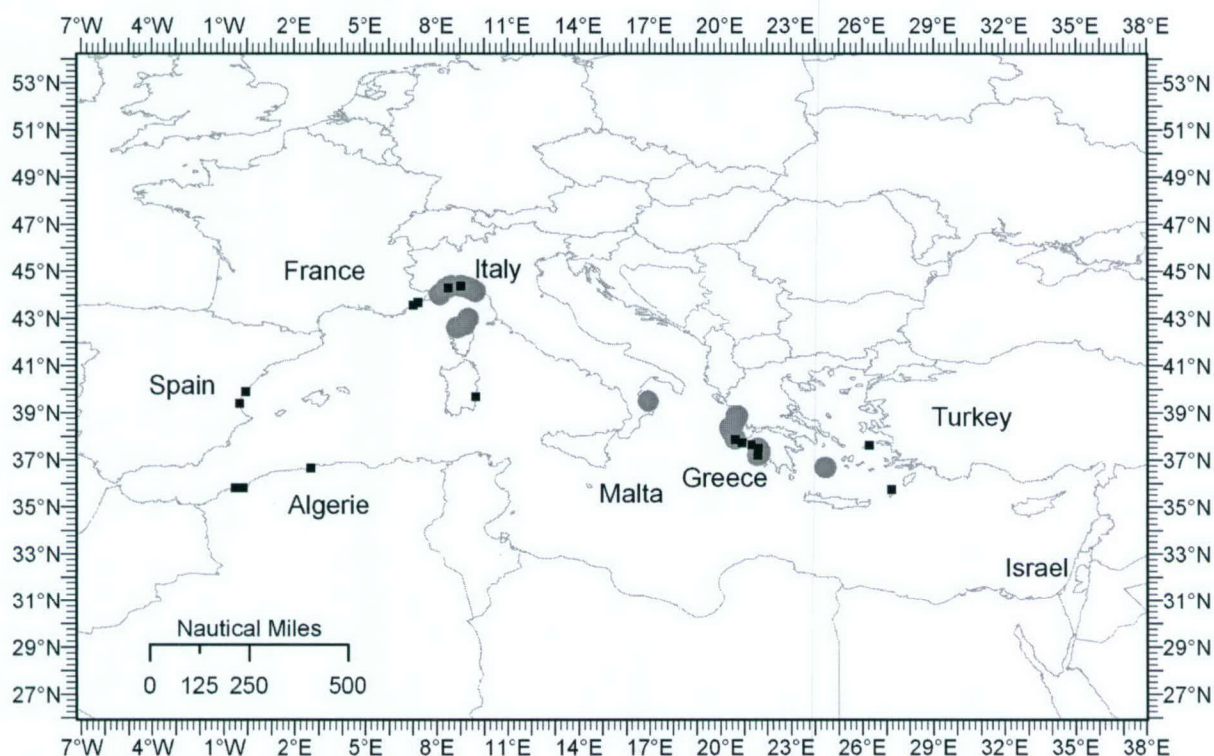 7°W 4°W 1°W 2°E 5°E 8°E 11°E 14°E 17°E 20°E 23°E 26°E 29°E 32°E 35°E 38°E
53°N 53°N
51°N 51°N
49°N 49°N
47°N 47°N
France 45°N Italy 45°N
43°N 43°N
41°N 41°N
Spain
39°N Turkey 39°N
37°N Greece 37°N
Malta
Algerie
35°N 35°N
33°N Israel 33°N
31°N 31°N
Nautical Miles
29°N 29°N
0 125 250 500
27°N 27°N
7°W 4°W 1°W 2°E 5°E 8°E 11°E 14°E 17°E 20°E 23°E 26°E 29°E 32°E 35°E 38°E